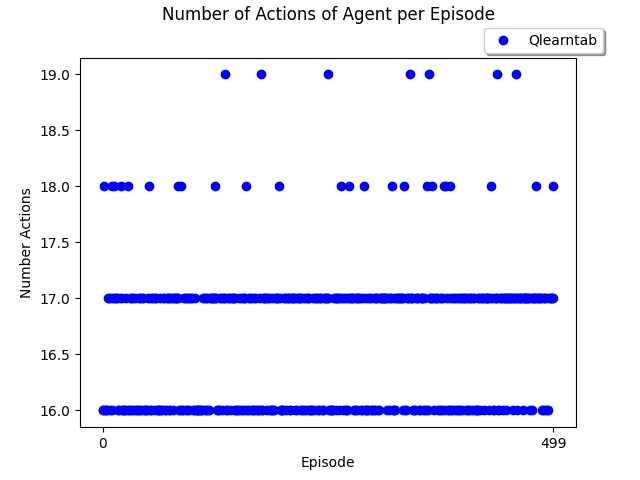 Number of Actions of Agent per Episode
Qlearntab
19.0
18.5
18.0
17.5
17.0
16.5
16.0
Number Actions
0
499
Episode